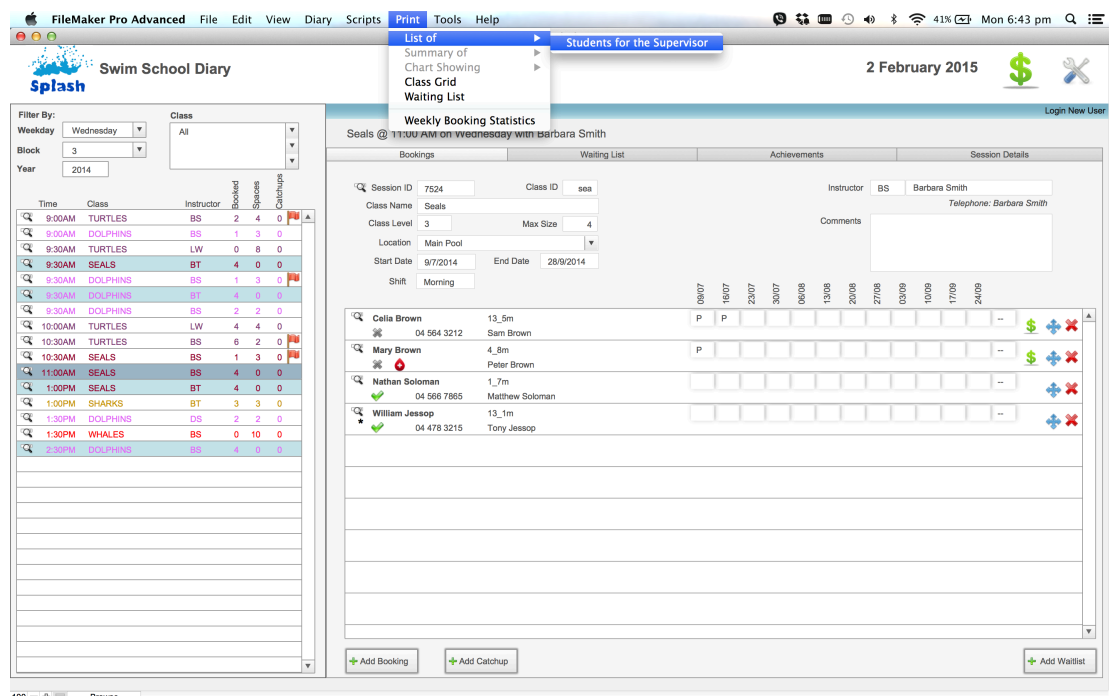 FileMaker Pro Advanced File Edit View Diary Scripts Print Tools Help 41% Mon 6:43 pm
List of
Students for the Supervisor
Summary of
Chart Showing
Class Grid
Waiting List
Weekly Booking Statistics
Splash
Swim School Diary
2 February 2015
Login New User
Filter By:
Weekday Wednesday
Block 3
Year 2014
Class
All
Time Class Instructor Booked Spaces Catchups
9:00AM TURTLES BS 2 4 0
9:00AM DOLPHINS BS 1 3 0
9:30AM TURTLES LW 0 8 0
9:30AM SEALS BT 4 0 0
9:30AM DOLPHINS BS 1 3 0
9:30AM DOLPHINS BT 4 0 0
9:30AM DOLPHINS BS 2 2 0
10:00AM TURTLES LW 4 4 0
10:30AM TURTLES BS 6 2 0
10:30AM SEALS BS 1 3 0
11:00AM SEALS BS 4 0 0
1:00PM SEALS BT 4 0 0
1:00PM SHARKS BT 3 3 0
1:30PM DOLPHINS DS 2 2 0
1:30PM WHALES BS 0 10 0
2:30PM DOLPHINS BS 4 0 0
Seals @ 11:00 AM on Wednesday with Barbara Smith
Bookings Waiting List Achievements Session Details
Session ID 7524 Class ID sea Instructor BS Barbara Smith
Class Name Seals Telephone: Barbara Smith
Class Level 3 Max Size 4 Comments
Location Main Pool
Start Date 9/7/2014 End Date 28/9/2014
Shift Morning
09/07 16/07 23/07 30/07 06/08 13/08 20/08 27/08 03/09 10/09 17/09 24/09
Celia Brown 13_5m P P --
04 564 3212 Sam Brown
Mary Brown 4_8m P --
Peter Brown
Nathan Soloman 1_7m --
04 566 7865 Matthew Soloman
William Jessop 13_1m --
* 04 478 3215 Tony Jessop
Add Booking Add Catchup Add Waitlist